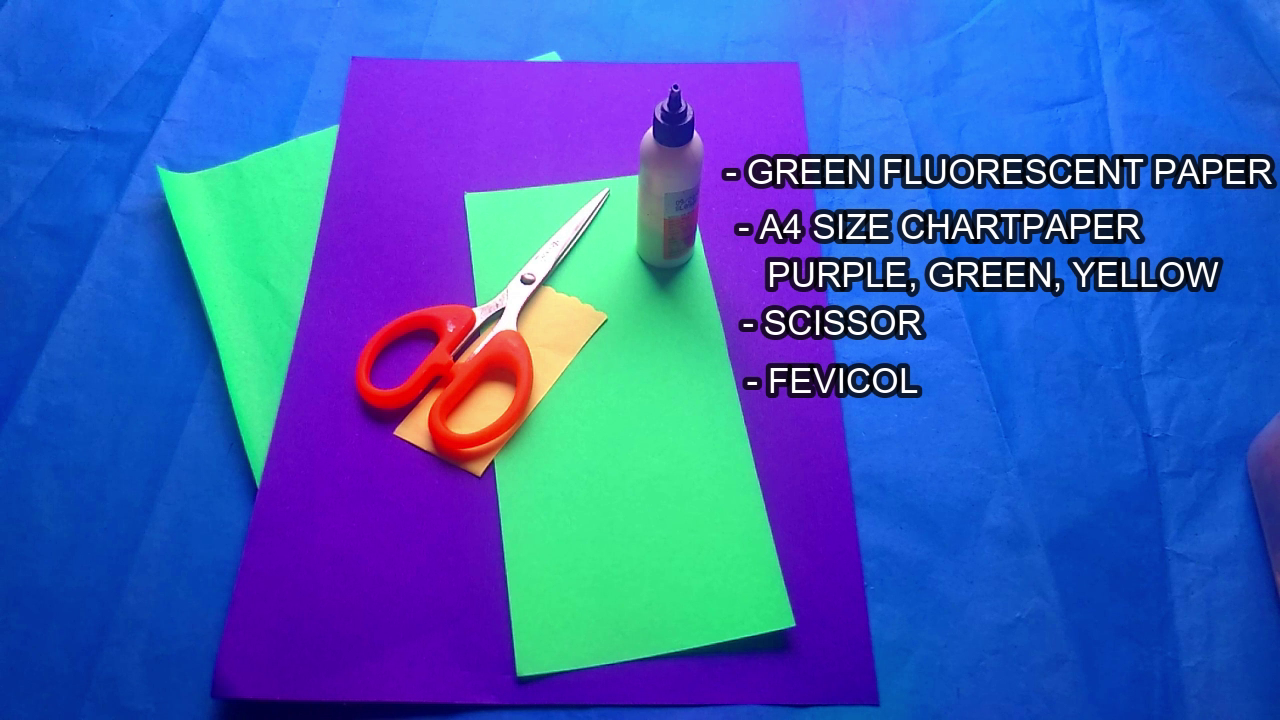 - GREEN FLUORESCENT PAPER
- A4 SIZE CHARTPAPER
PURPLE, GREEN, YELLOW
- SCISSOR
- FEVICOL